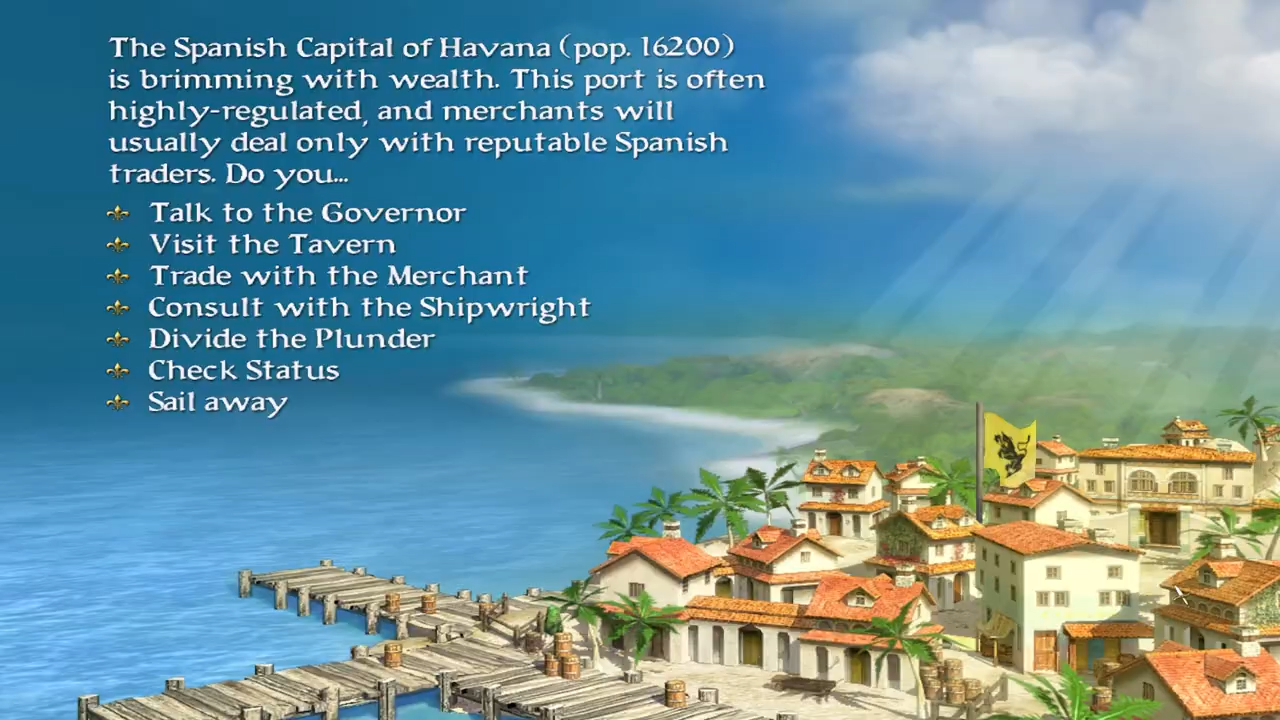 The Spanish Capital of Havana (pop. 16200)
is brimming with wealth. This port is often
highly-regulated, and merchants will
usually deal only with reputable Spanish
traders. Do you...
Talk to the Governor
Visit the Tavern
Trade with the Merchant
Consult with the Shipwright
Divide the Plunder
Check Status
Sail away